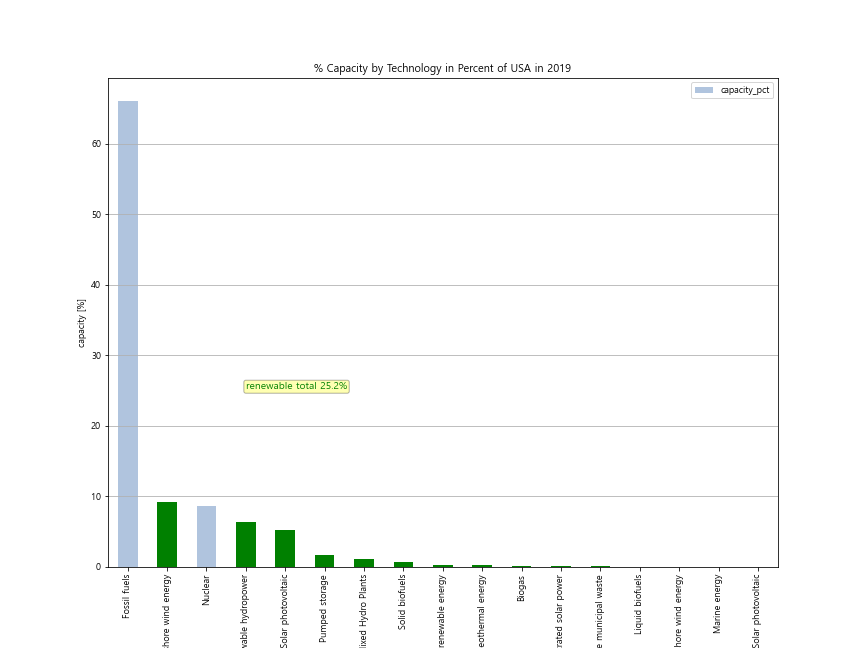 % Capacity by Technology in Percent of USA in 2019
capacity_pct
capacity [%]
60
50
40
30
20
10
0
renewable total 25.2%
Fossil fuels
hore wind energy
Nuclear
wable hydropower
Solar photovoltaic
Pumped storage
ixed Hydro Plants
Solid biofuels
renewable energy
eothermal energy
Biogas
rated solar power
e municipal waste
Liquid biofuels
hore wind energy
Marine energy
Solar photovoltaic